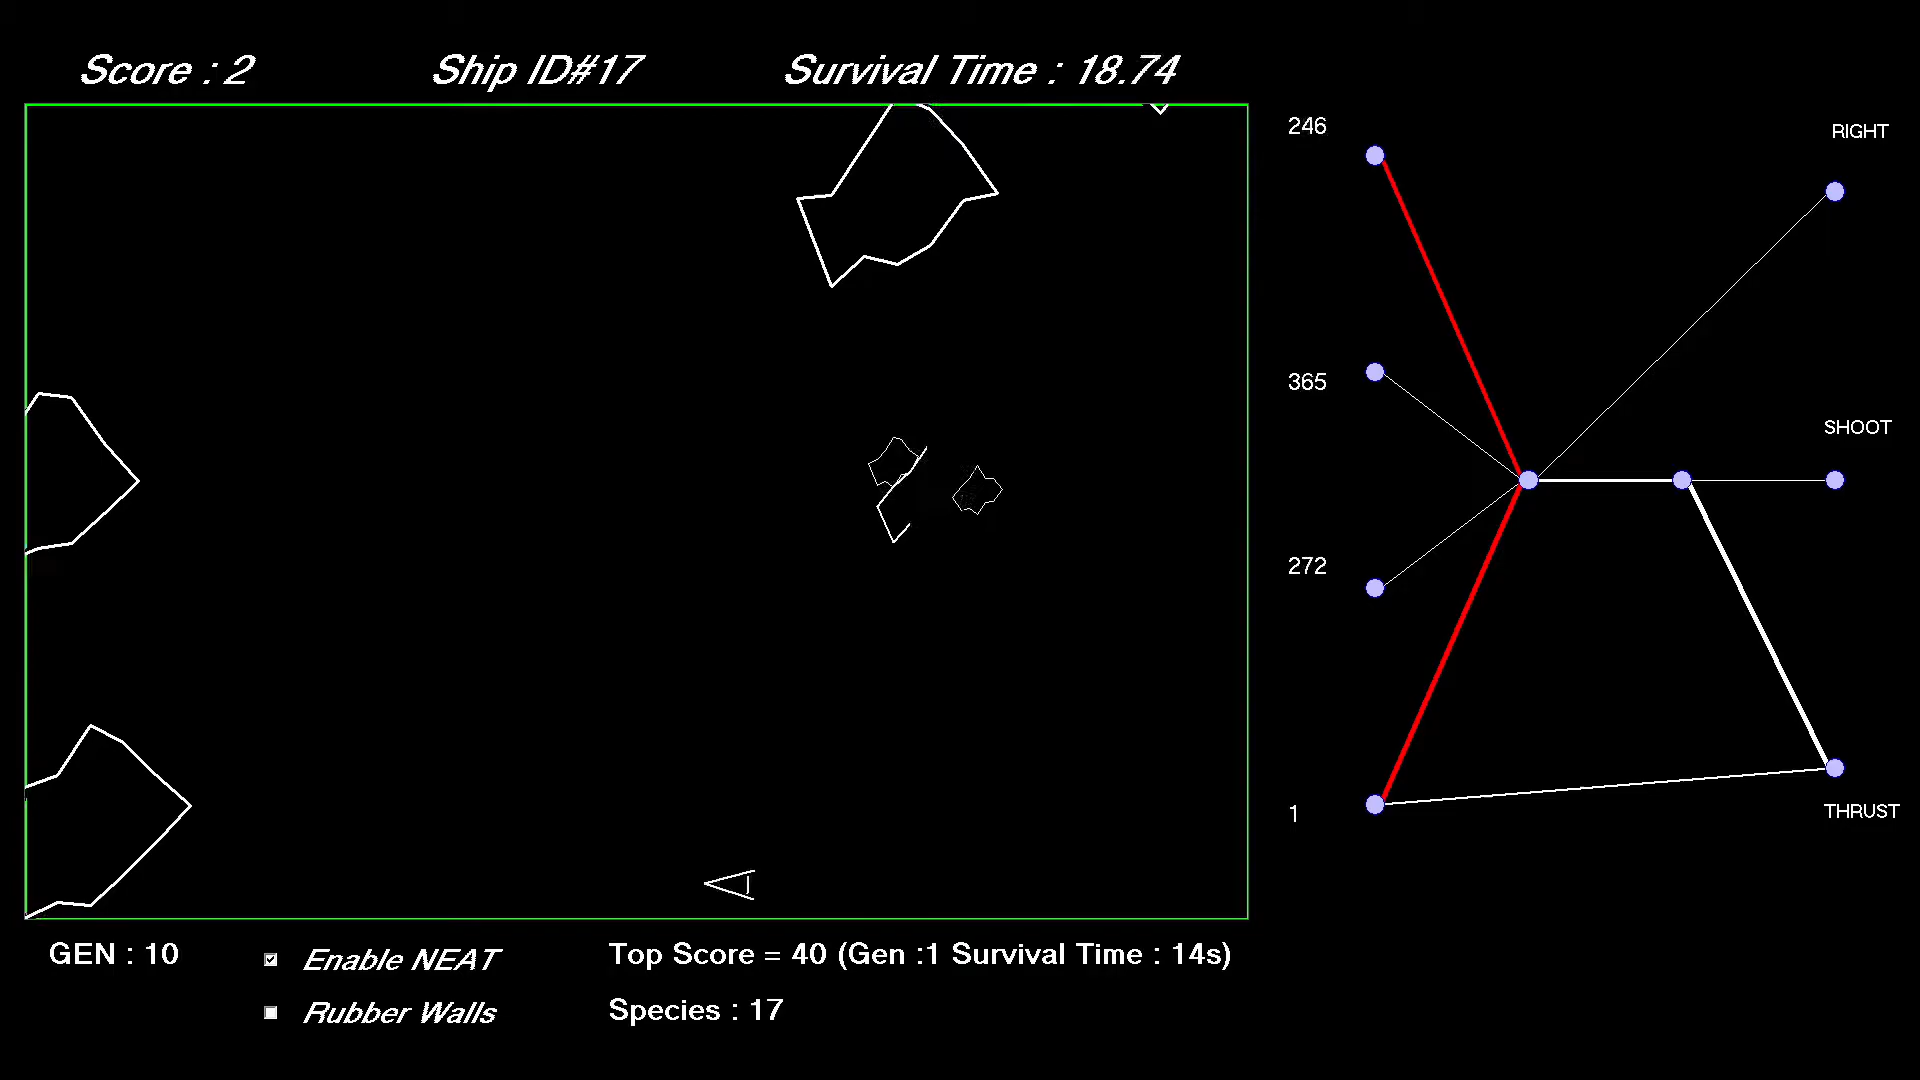 Score : 2 Ship ID#17 Survival Time : 18.74
246
RIGHT
365
SHOOT
272
1
THRUST
GEN : 10
Enable NEAT
Top Score = 40 (Gen :1 Survival Time : 14s)
Rubber Walls
Species : 17